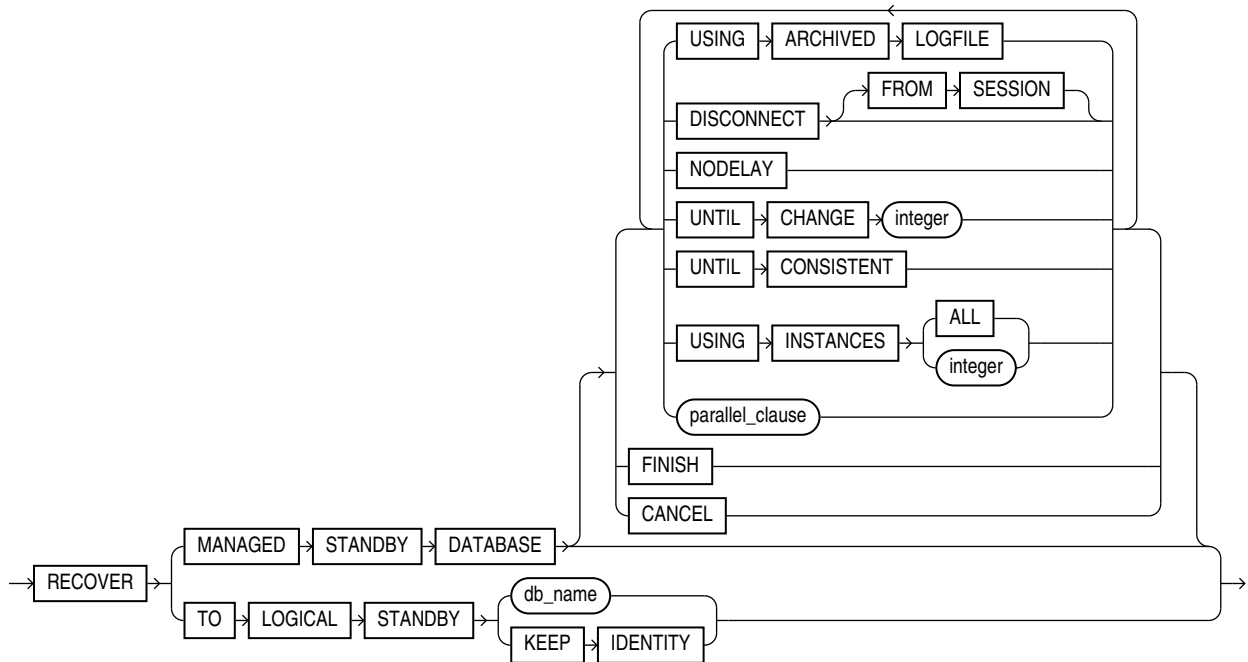 USING ARCHIVED LOGFILE
FROM SESSION
DISCONNECT
NODELAY
UNTIL CHANGE integer
UNTIL CONSISTENT
ALL
USING INSTANCES
integer
parallel_clause
FINISH
CANCEL
MANAGED STANDBY DATABASE
RECOVER
db_name
TO LOGICAL STANDBY
KEEP IDENTITY